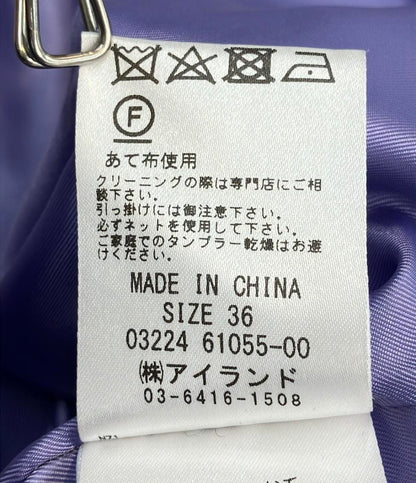 F
あて布使用
クリーニングの際は専門店にご相
談下さい。
引っ掛けには御注意下さい。
必ずネットを使用して下さい。
ご家庭でのタンブラー乾燥はお避
けください。
MADE IN CHINA
SIZE 36
03224 61055-00
㈱アイランド
03-6416-1508